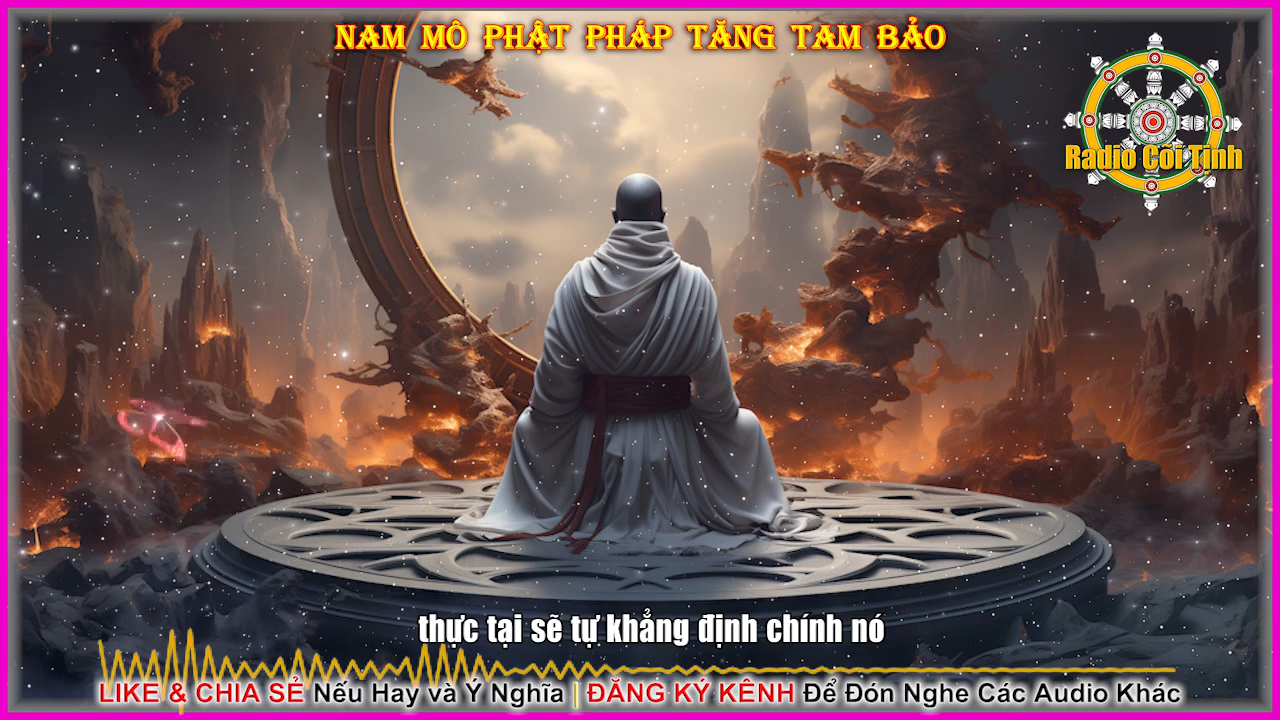 NAM MÔ PHẬT PHÁP TĂNG TAM BẢO
Radio Cõi Tịnh
thực tại sẽ tự khẳng định chính nó
LIKE & CHIA SẺ Nếu Hay và Ý Nghĩa | ĐĂNG KÝ KÊNH Để Đón Nghe Các Audio Khác